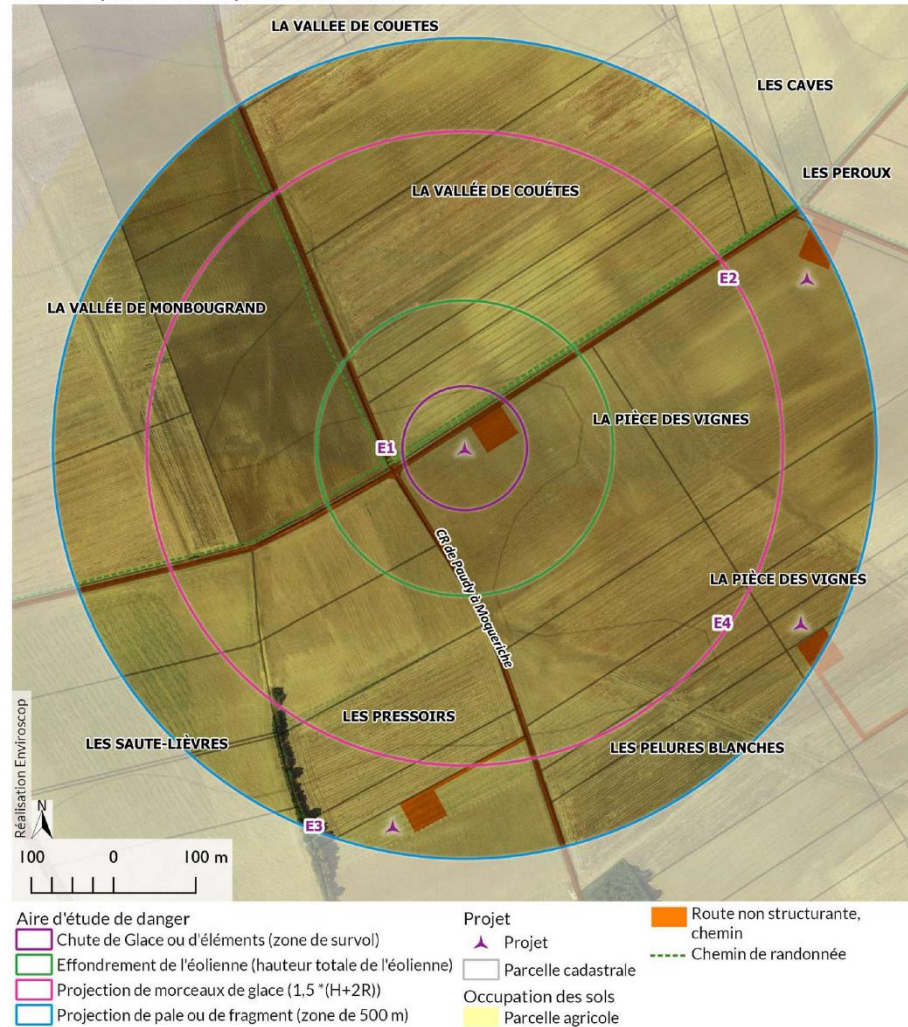 LA VALLEE DE COUETES
LES CAVES
LES PEROUX
LA VALLÉE DE COUÉTES
E2
LA VALLÉE DE MONBOUGRAND
LA PIÈCE DES VIGNES
E1
CR de Paudy à Moqueriche
LA PIÈCE DES VIGNES
E4
LES PRESSOIRS
LES SAUTE-LIÈVRES
LES PELURES BLANCHES
E3
Réalisation Enviroscop
N
100 0 100 m
Aire d'étude de danger
Chute de Glace ou d'éléments (zone de survol)
Effondrement de l'éolienne (hauteur totale de l'éolienne)
Projection de morceaux de glace (1,5 *(H+2R))
Projection de pale ou de fragment (zone de 500 m)
Projet
Projet
Parcelle cadastrale
Occupation des sols
Parcelle agricole
Route non structurante,
chemin
Chemin de randonnée